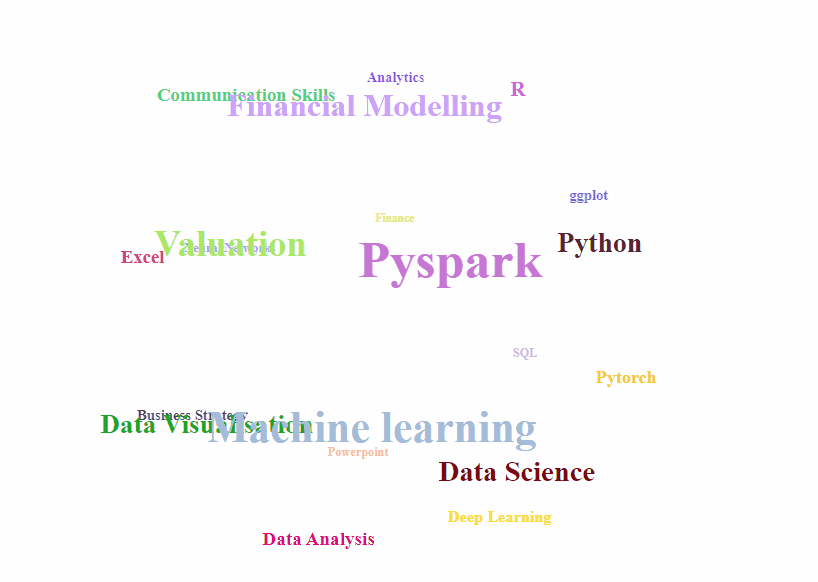 Analytics
Communication Skills
R
Financial Modelling
ggplot
Finance
Valuation
Neural Networks
Python
Excel
Pyspark
SQL
Pytorch
Business Strategy
Data Visualisation
Machine learning
Powerpoint
Data Science
Deep Learning
Data Analysis